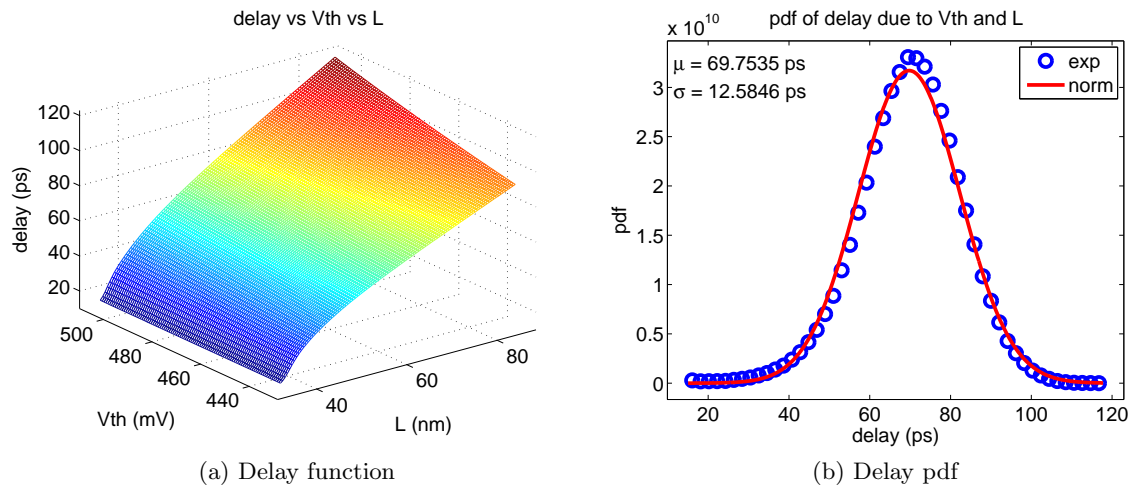 delay vs Vth vs L
120
100
80
60
40
20
delay (ps)
500
480
460
440
Vth (mV)
40
60
80
L (nm)
(a) Delay function
pdf of delay due to Vth and L
x 10^10
μ = 69.7535 ps
σ = 12.5846 ps
exp
norm
3
2.5
2
1.5
1
0.5
0
pdf
20 40 60 80 100 120
delay (ps)
(b) Delay pdf